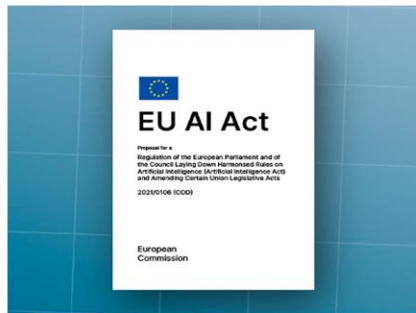 EU AI Act
Proposal for a
Regulation of the European Parliament and of
the Council Laying Down Harmonised Rules on
Artificial Intelligence (Artificial Intelligence Act)
and Amending Certain Union Legislative Acts
2021/0106 (COD)
European
Commission